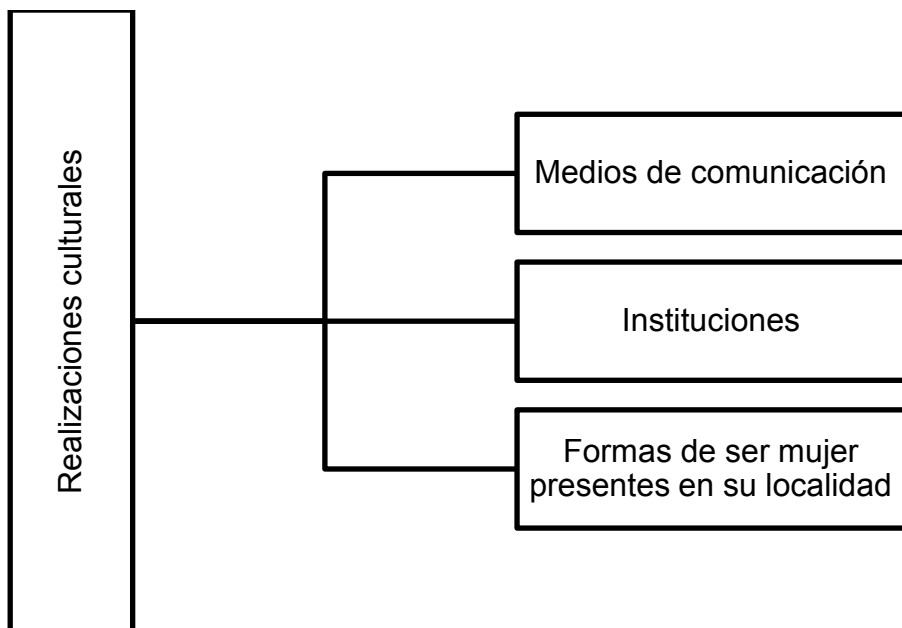 Realizaciones culturales
Medios de comunicación
Instituciones
Formas de ser mujer
presentes en su localidad